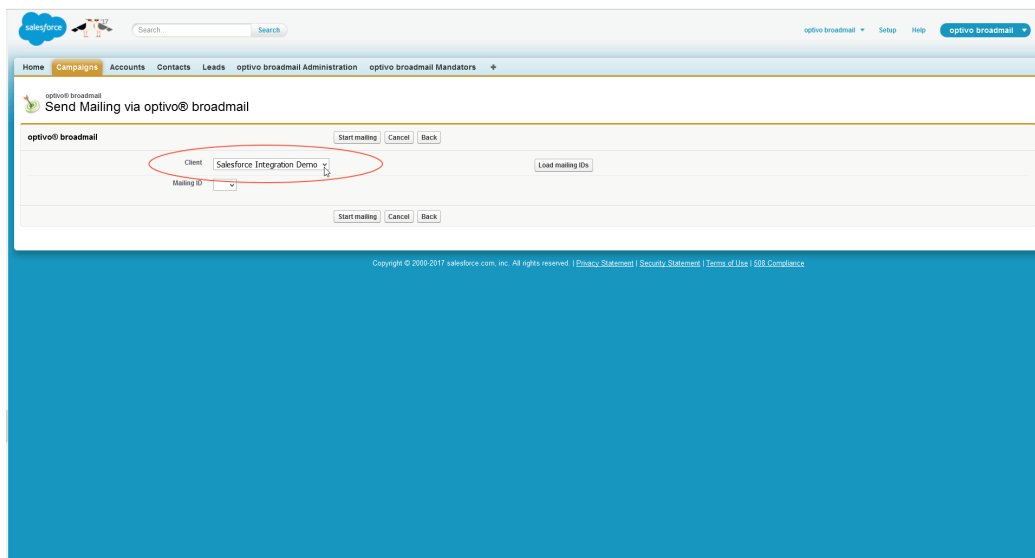 salesforce
Search...
Search
optivo broadmail
Setup
Help
optivo broadmail
Home Campaigns Accounts Contacts Leads optivo broadmail Administration optivo broadmail Mandators +
optivo® broadmail
Send Mailing via optivo® broadmail
optivo® broadmail
Start mailing Cancel Back
Client Salesforce Integration Demo
Load mailing IDs
Mailing ID
Start mailing Cancel Back
Copyright © 2000-2017 salesforce.com, inc. All rights reserved. | Privacy Statement | Security Statement | Terms of Use | 508 Compliance